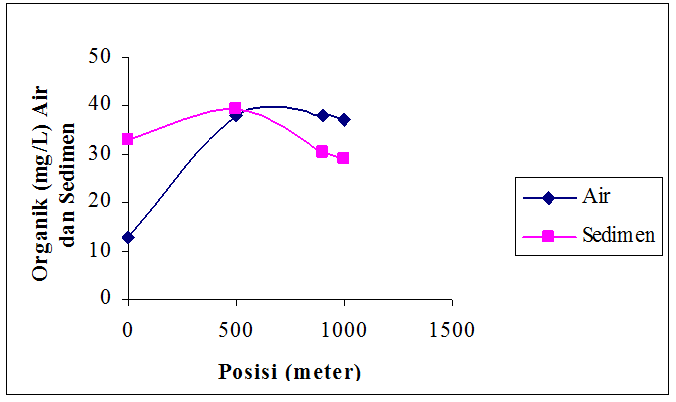 Organik (mg/L) Air
dan Sedimen
50
40
30
20
10
0
0 500 1000 1500
Posisi (meter)
Air
Sedimen